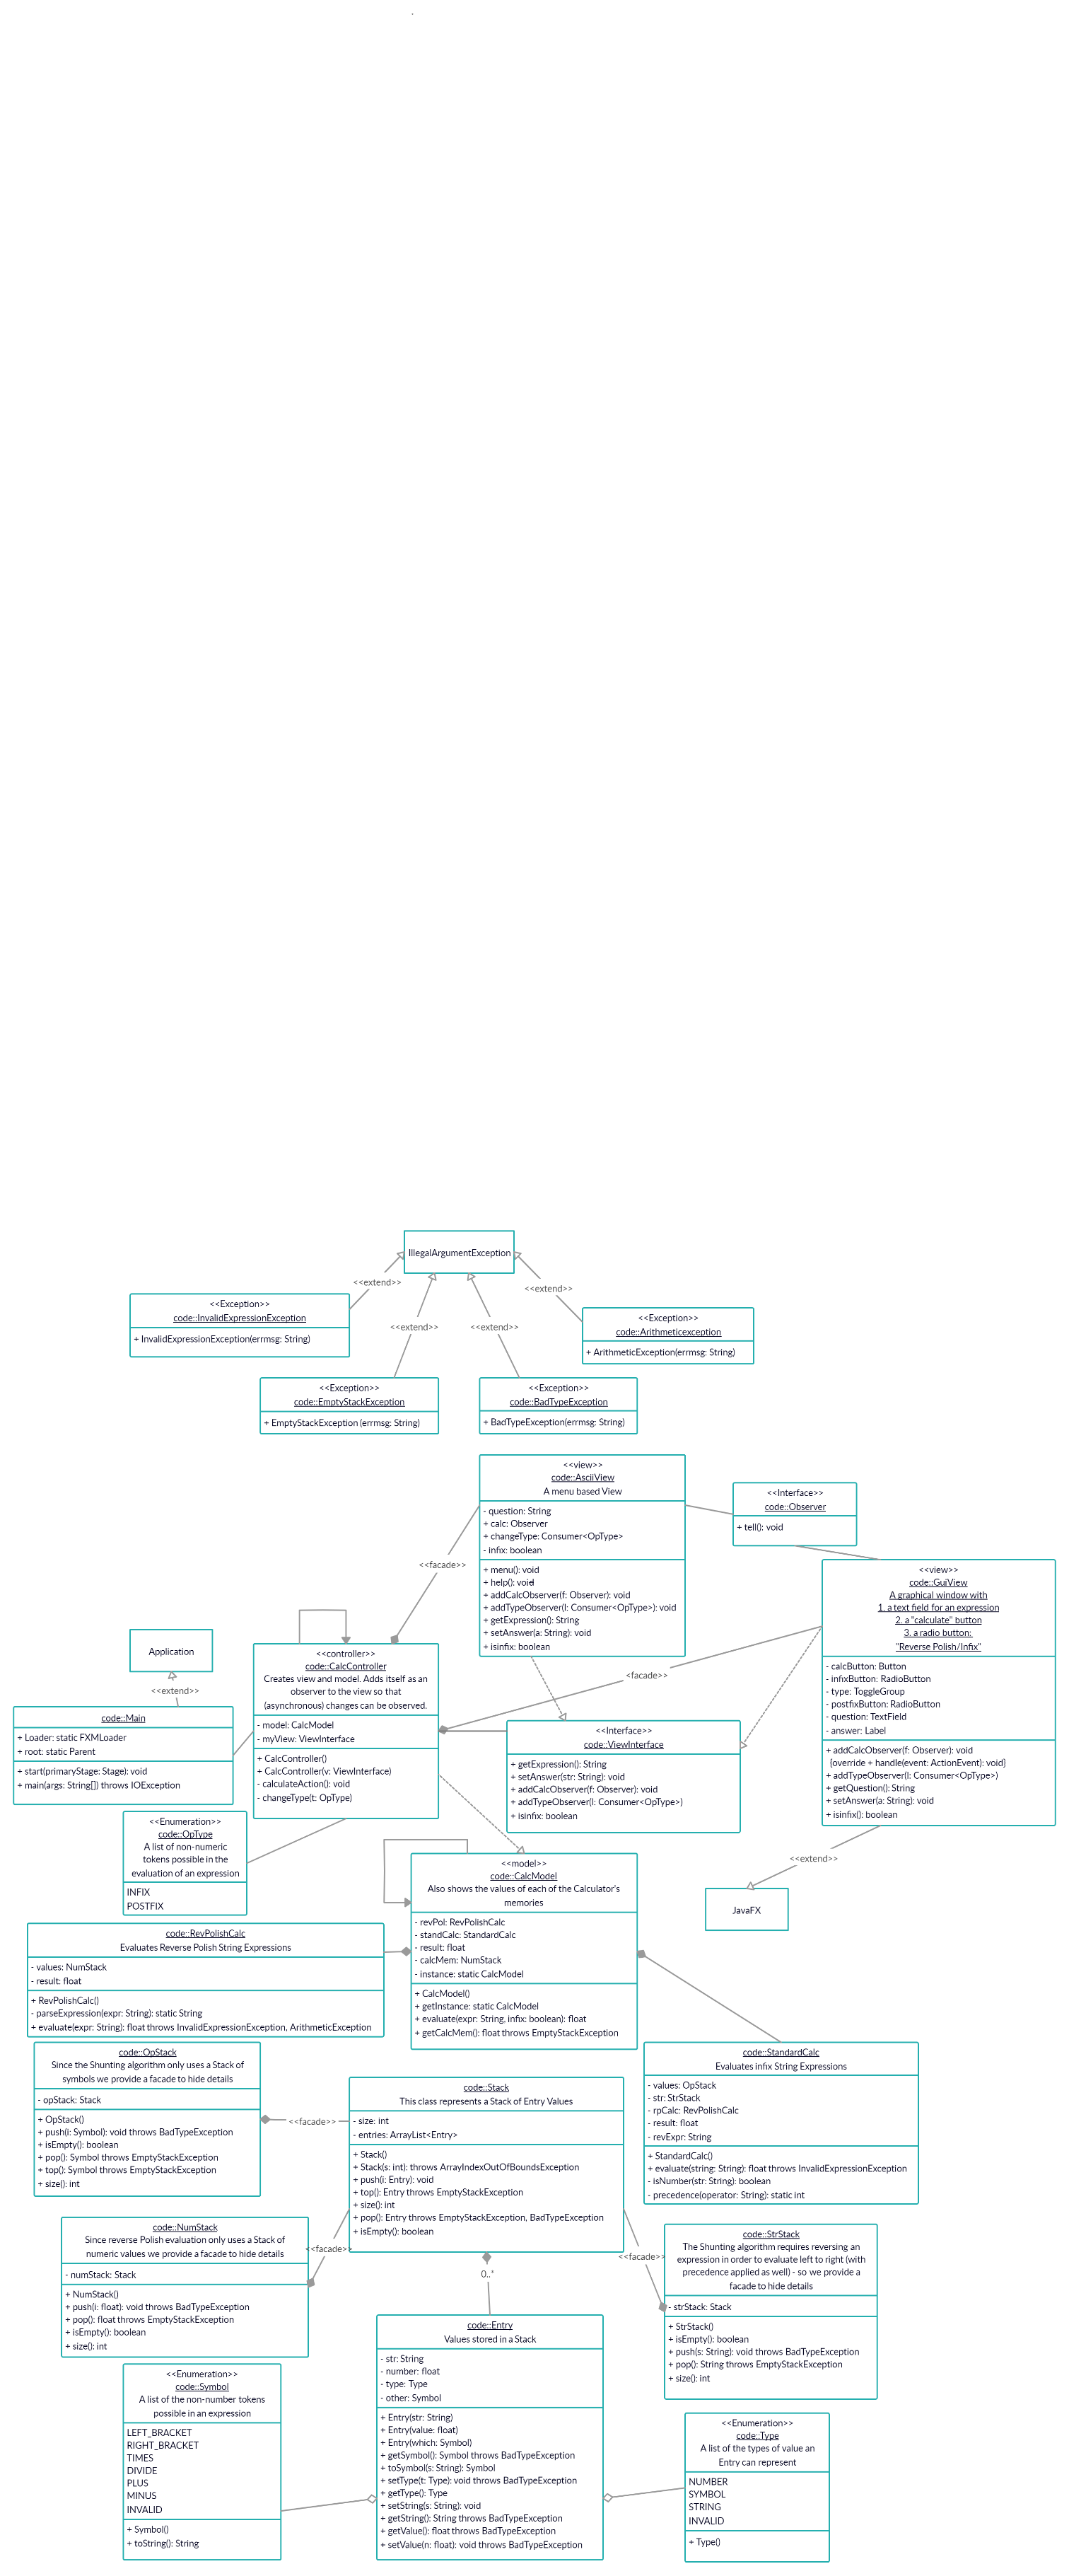 IllegalArgumentException
<<extend>>
<<extend>>
<<extend>>
<<extend>>
<<Exception>>
code::InvalidExpressionException
+ InvalidExpressionException(errmsg: String)
<<Exception>>
code::Arithmeticexception
+ ArithmeticException(errmsg: String)
<<Exception>>
code::EmptyStackException
+ EmptyStackException (errmsg: String)
<<Exception>>
code::BadTypeException
+ BadTypeException(errmsg: String)
<<view>>
code::AsciiView
A menu based View
- question: String
+ calc: Observer
+ changeType: Consumer<OpType>
- infix: boolean
+ menu(): void
+ help(): void
+ addCalcObserver(f: Observer): void
+ addTypeObserver(l: Consumer<OpType>): void
+ getExpression(): String
+ setAnswer(a: String): void
+ isinfix: boolean
<<Interface>>
code::Observer
+ tell(): void
<<view>>
code::GuiView
A graphical window with
1. a text field for an expression
2. a "calculate" button
3. a radio button:
"Reverse Polish/Infix"
- calcButton: Button
- infixButton: RadioButton
- type: ToggleGroup
- postfixButton: RadioButton
- question: TextField
- answer: Label
+ addCalcObserver(f: Observer): void
(override + handle(event: ActionEvent): void)
+ addTypeObserver(l: Consumer<OpType>)
+ getQuestion(): String
+ setAnswer(a: String): void
+ isinfix(): boolean
<<facade>>
<<facade>>
Application
<<extend>>
code::Main
+ Loader: static FXMLoader
+ root: static Parent
+ start(primaryStage: Stage): void
+ main(args: String[]) throws IOException
<<controller>>
code::CalcController
Creates view and model. Adds itself as an
observer to the view so that
(asynchronous) changes can be observed.
- model: CalcModel
- myView: ViewInterface
+ CalcController()
+ CalcController(v: ViewInterface)
- calculateAction(): void
- changeType(t: OpType)
<<Interface>>
code::ViewInterface
+ getExpression(): String
+ setAnswer(str: String): void
+ addCalcObserver(f: Observer): void
+ addTypeObserver(l: Consumer<OpType>)
+ isinfix: boolean
<<Enumeration>>
code::OpType
A list of non-numeric
tokens possible in the
evaluation of an expression
INFIX
POSTFIX
<<extend>>
JavaFX
<<model>>
code::CalcModel
Also shows the values of each of the Calculator's
memories
- revPol: RevPolishCalc
- standCalc: StandardCalc
- result: float
- calcMem: NumStack
- instance: static CalcModel
+ CalcModel()
+ getInstance: static CalcModel
+ evaluate(expr: String, infix: boolean): float
+ getCalcMem(): float throws EmptyStackException
code::RevPolishCalc
Evaluates Reverse Polish String Expressions
- values: NumStack
- result: float
+ RevPolishCalc()
- parseExpression(expr: String): static String
+ evaluate(expr: String): float throws InvalidExpressionException, ArithmeticException
code::OpStack
Since the Shunting algorithm only uses a Stack of
symbols we provide a facade to hide details
- opStack: Stack
+ OpStack()
+ push(i: Symbol): void throws BadTypeException
+ isEmpty(): boolean
+ pop(): Symbol throws EmptyStackException
+ top(): Symbol throws EmptyStackException
+ size(): int
<<facade>>
code::Stack
This class represents a Stack of Entry Values
- size: int
- entries: ArrayList<Entry>
+ Stack()
+ Stack(s: int): throws ArrayIndexOutOfBoundsException
+ push(i: Entry): void
+ top(): Entry throws EmptyStackException
+ size(): int
+ pop(): Entry throws EmptyStackException, BadTypeException
+ isEmpty(): boolean
code::StandardCalc
Evaluates infix String Expressions
- values: OpStack
- str: StrStack
- rpCalc: RevPolishCalc
- result: float
- revExpr: String
+ StandardCalc()
+ evaluate(string: String): float throws InvalidExpressionException
- isNumber(str: String): boolean
- precedence(operator: String): static int
code::NumStack
Since reverse Polish evaluation only uses a Stack of
numeric values we provide a facade to hide details
- numStack: Stack
+ NumStack()
+ push(i: float): void throws BadTypeException
+ pop(): float throws EmptyStackException
+ isEmpty(): boolean
+ size(): int
<<facade>>
0..*
<<facade>>
code::StrStack
The Shunting algorithm requires reversing an
expression in order to evaluate left to right (with
precedence applied as well) - so we provide a
facade to hide details
- strStack: Stack
+ StrStack()
+ isEmpty(): boolean
+ push(s: String): void throws BadTypeException
+ pop(): String throws EmptyStackException
+ size(): int
code::Entry
Values stored in a Stack
- str: String
- number: float
- type: Type
- other: Symbol
+ Entry(str: String)
+ Entry(value: float)
+ Entry(which: Symbol)
+ getSymbol(): Symbol throws BadTypeException
+ toSymbol(s: String): Symbol
+ setType(t: Type): void throws BadTypeException
+ getType(): Type
+ setString(s: String): void
+ getString(): String throws BadTypeException
+ getValue(): float throws BadTypeException
+ setValue(n: float): void throws BadTypeException
<<Enumeration>>
code::Symbol
A list of the non-number tokens
possible in an expression
LEFT_BRACKET
RIGHT_BRACKET
TIMES
DIVIDE
PLUS
MINUS
INVALID
+ Symbol()
+ toString(): String
<<Enumeration>>
code::Type
A list of the types of value an
Entry can represent
NUMBER
SYMBOL
STRING
INVALID
+ Type()